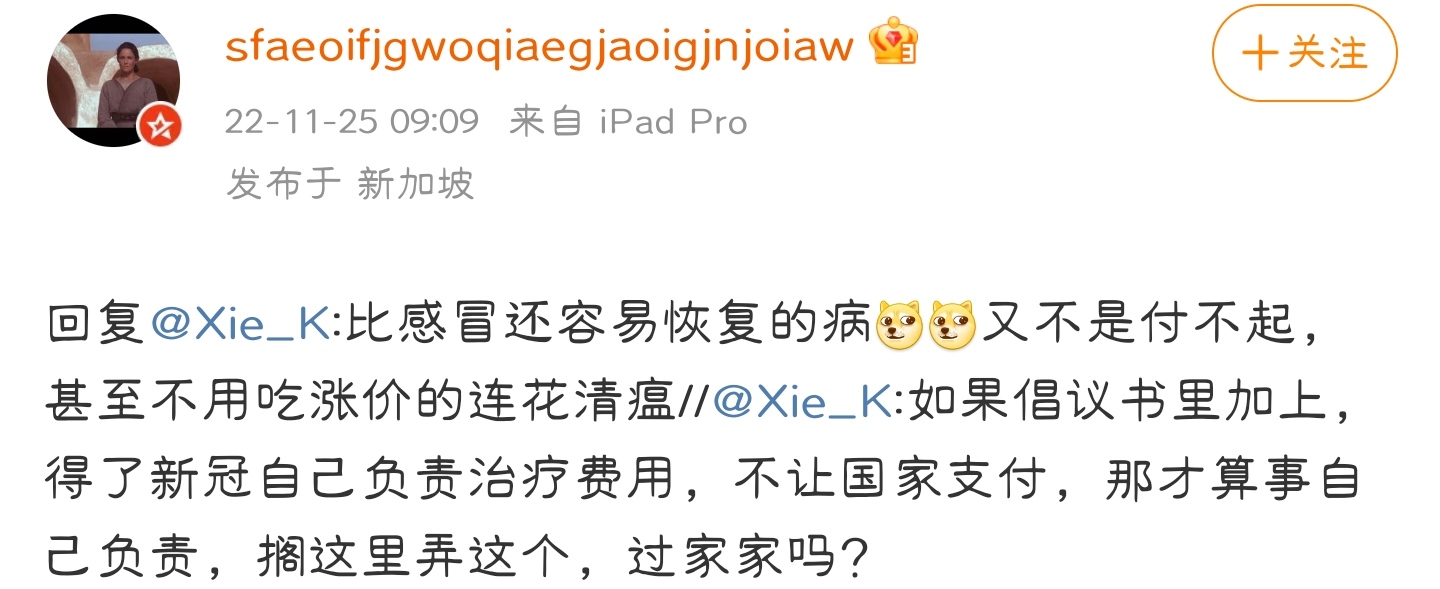 sfaeoifjgwoqiaegjaoigjnjoiaw
+关注
22-11-25 09:09 来自 iPad Pro
发布于 新加坡
回复@Xie_K:比感冒还容易恢复的病又不是付不起，
甚至不用吃涨价的连花清瘟//@Xie_K:如果倡议书里加上，
得了新冠自己负责治疗费用，不让国家支付，那才算事自
己负责，搁这里弄这个，过家家吗？